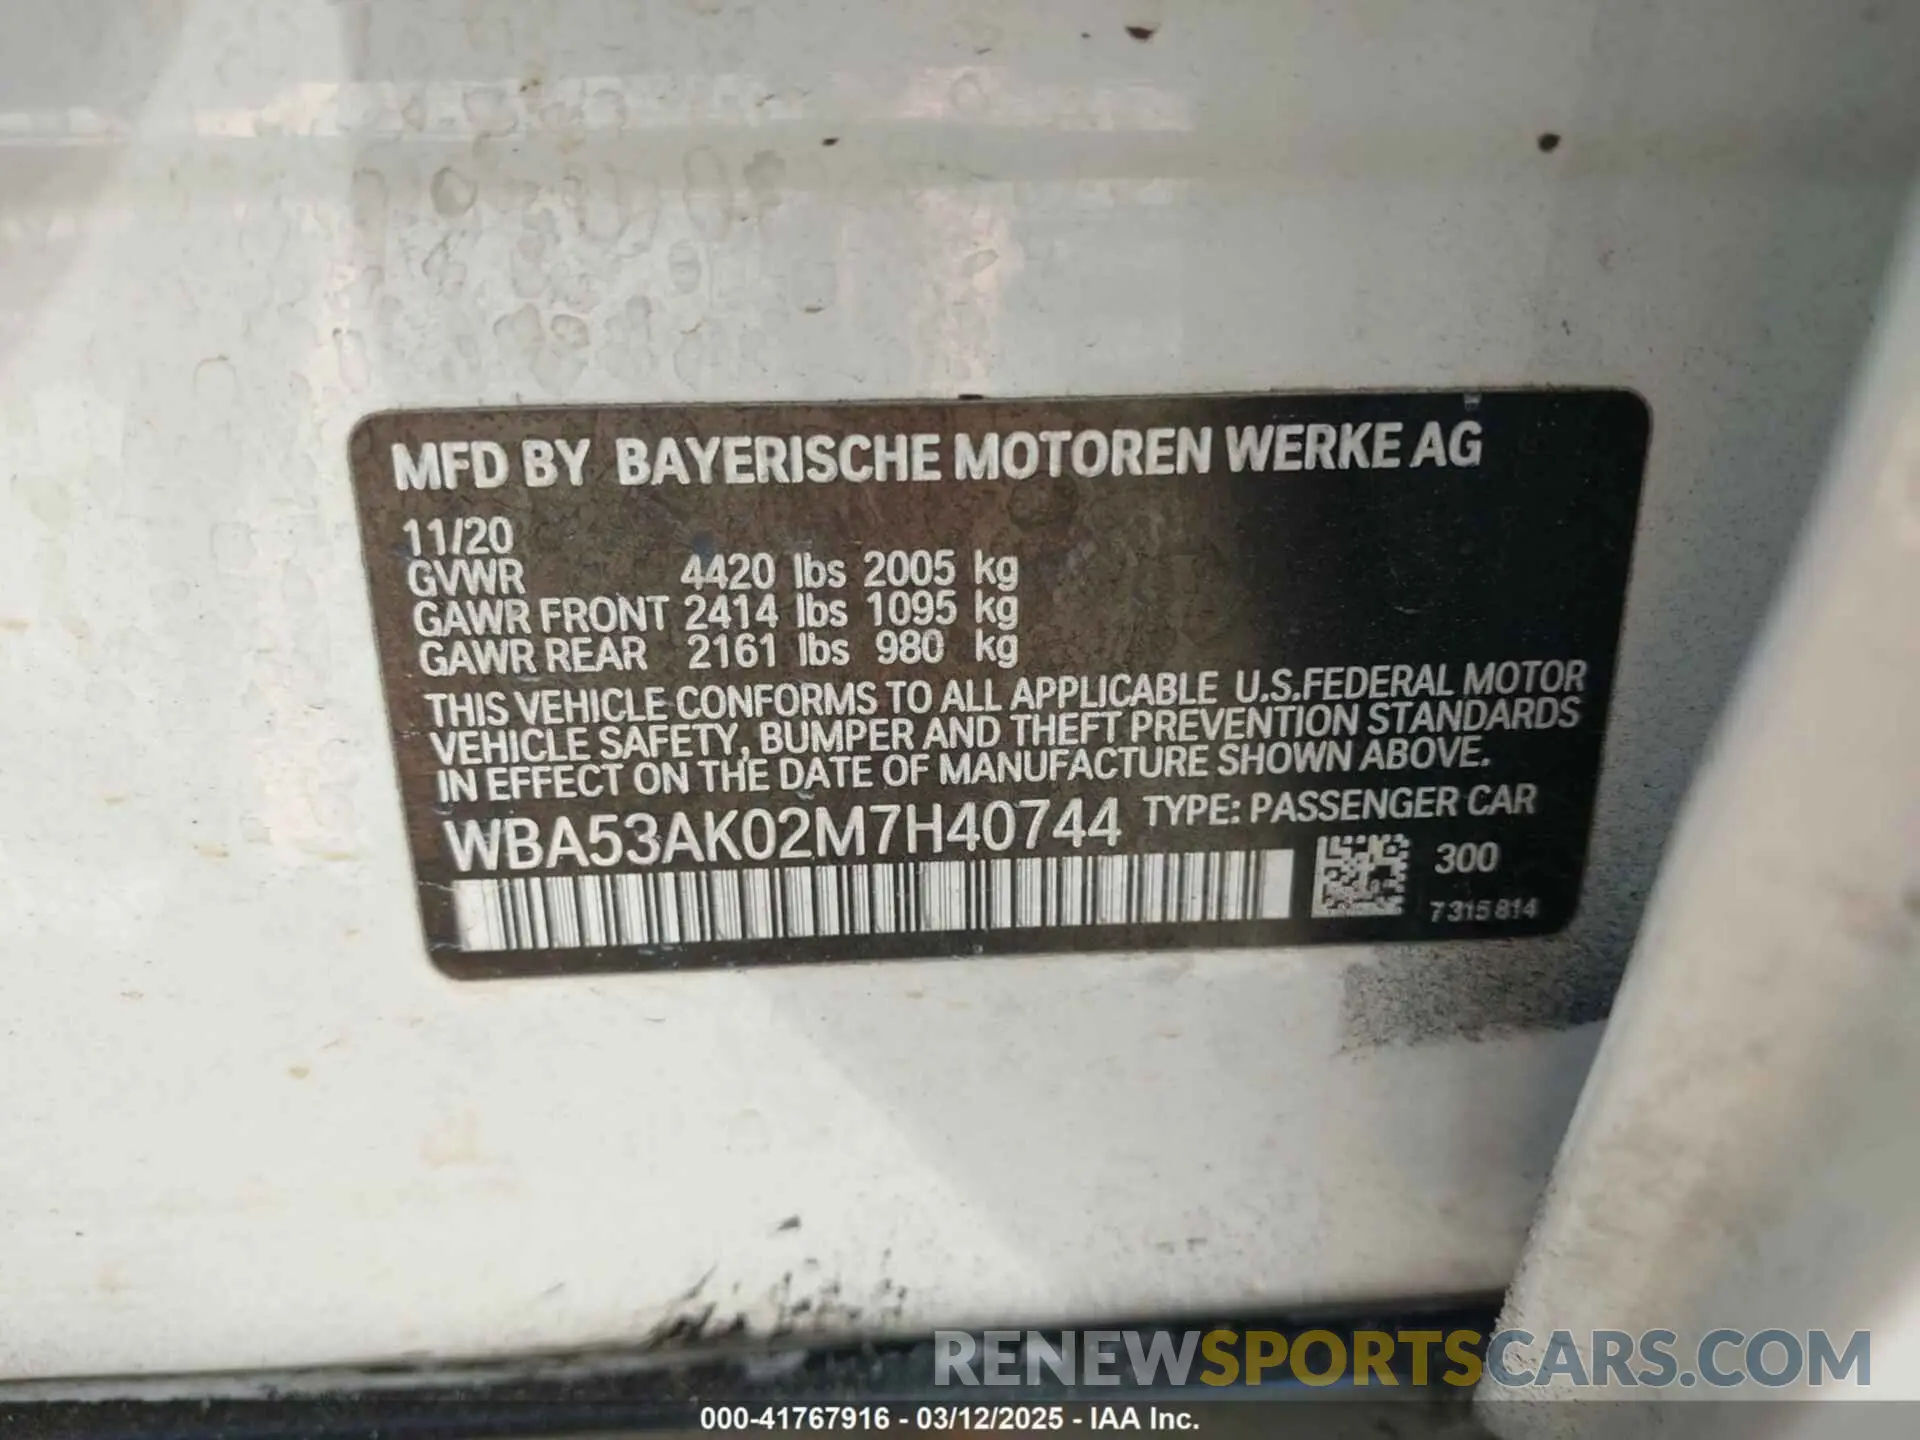 MFD BY BAYERISCHE MOTOREN WERKE AG
11/20
GVWR 4420 lbs 2005 kg
GAWR FRONT 2414 lbs 1095 kg
GAWR REAR 2161 lbs 980 kg
THIS VEHICLE CONFORMS TO ALL APPLICABLE U.S.FEDERAL MOTOR
VEHICLE SAFETY, BUMPER AND THEFT PREVENTION STANDARDS
IN EFFECT ON THE DATE OF MANUFACTURE SHOWN ABOVE.
WBA53AK02M7H40744 TYPE: PASSENGER CAR
300
7315814
RENEWSPORTSCARS.COM
000-41767916 - 03/12/2025 - IAA Inc.